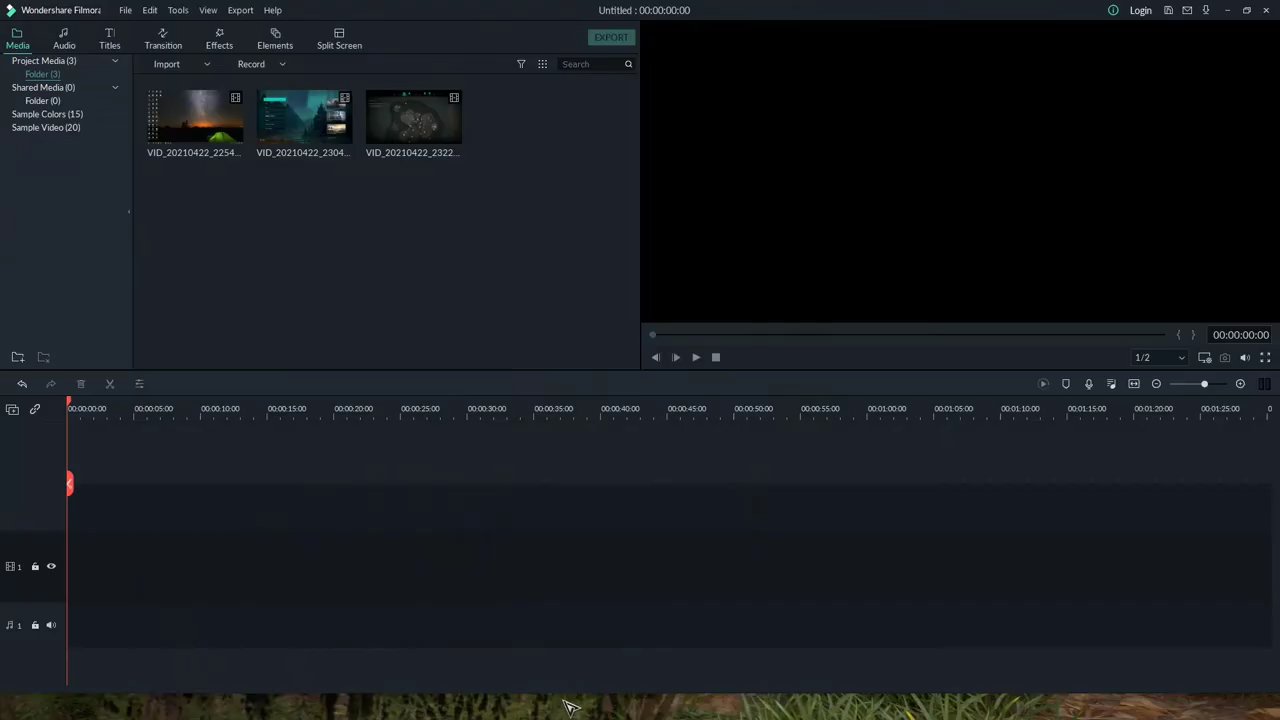 Wondershare Filmora
File Edit Tools View Export Help
Untitled : 00:00:00:00
Login
Media Audio Titles Transition Effects Elements Split Screen
EXPORT
Project Media (3)
Folder (3)
Shared Media (0)
Folder (0)
Sample Colors (15)
Sample Video (20)
Import Record Search
VID_20210422_2254... VID_20210422_2304... VID_20210422_2322...
00:00:00:00
1/2
00:00:00:00 00:00:05:00 00:00:10:00 00:00:15:00 00:00:20:00 00:00:25:00 00:00:30:00 00:00:35:00 00:00:40:00 00:00:45:00 00:00:50:00 00:00:55:00 00:01:00:00 00:01:05:00 00:01:10:00 00:01:15:00 00:01:20:00 00:01:25:00 0
1
1